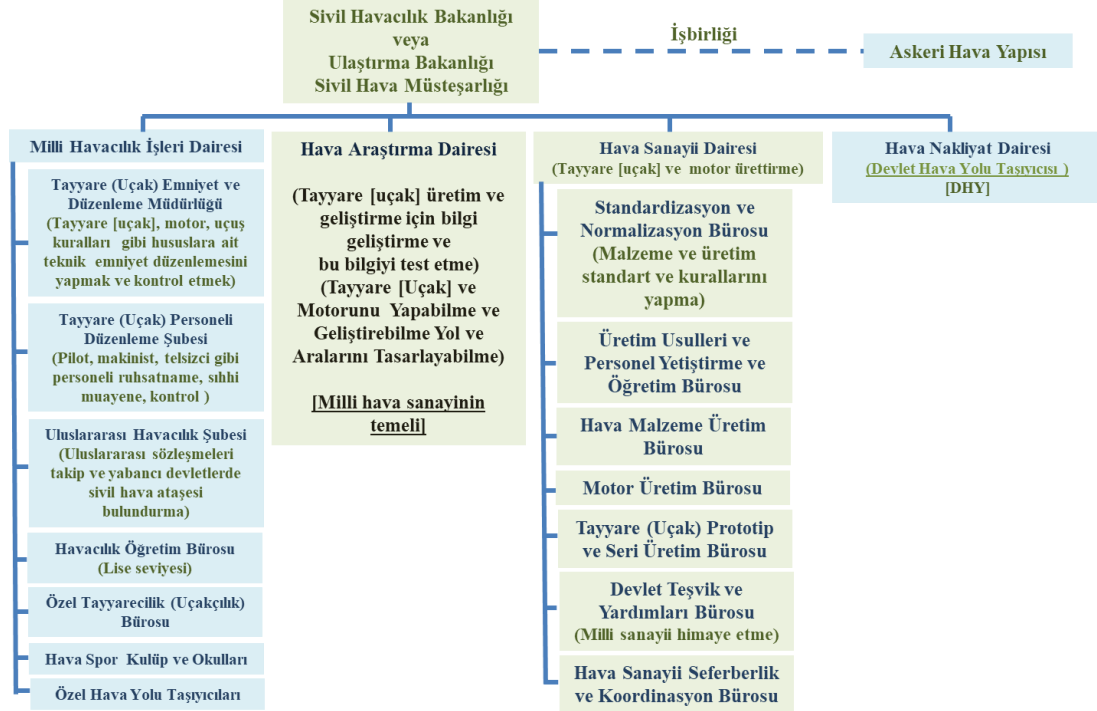 Sivil Havacılık Bakanlığı
veya
Ulaştırma Bakanlığı
Sivil Hava Müsteşarlığı
İşbirliği
Askeri Hava Yapısı
Milli Havacılık İşleri Dairesi
Tayyare (Uçak) Emniyet ve
Düzenleme Müdürlüğü
(Tayyare [uçak], motor, uçuş
kuralları gibi hususlara ait
teknik emniyet düzenlemesini
yapmak ve kontrol etmek)
Tayyare (Uçak) Personeli
Düzenleme Şubesi
(Pilot, makinist, telsizci gibi
personeli ruhsatname, sıhhi
muayene, kontrol )
Uluslararası Havacılık Şubesi
(Uluslararası sözleşmeleri
takip ve yabancı devletlerde
sivil hava ataşesi
bulundurma)
Havacılık Öğretim Bürosu
(Lise seviyesi)
Özel Tayyarecilik (Uçakçılık)
Bürosu
Hava Spor Kulüp ve Okulları
Özel Hava Yolu Taşıyıcıları
Hava Araştırma Dairesi
(Tayyare [uçak] üretim ve
geliştirme için bilgi
geliştirme ve
bu bilgiyi test etme)
(Tayyare [Uçak] ve
Motorunu Yapabilme ve
Geliştirebilme Yol ve
Aralarını Tasarlayabilme)
[Milli hava sanayinin
temeli]
Hava Sanayii Dairesi
(Tayyare [uçak] ve motor ürettirme)
Standardizasyon ve
Normalizasyon Bürosu
(Malzeme ve üretim
standart ve kurallarını
yapma)
Üretim Usulleri ve
Personel Yetiştirme ve
Öğretim Bürosu
Hava Malzeme Üretim
Bürosu
Motor Üretim Bürosu
Tayyare (Uçak) Prototip
ve Seri Üretim Bürosu
Devlet Teşvik ve
Yardımları Bürosu
(Milli sanayii himaye etme)
Hava Sanayii Seferberlik
ve Koordinasyon Bürosu
Hava Nakliyat Dairesi
(Devlet Hava Yolu Taşıyıcısı )
[DHY]